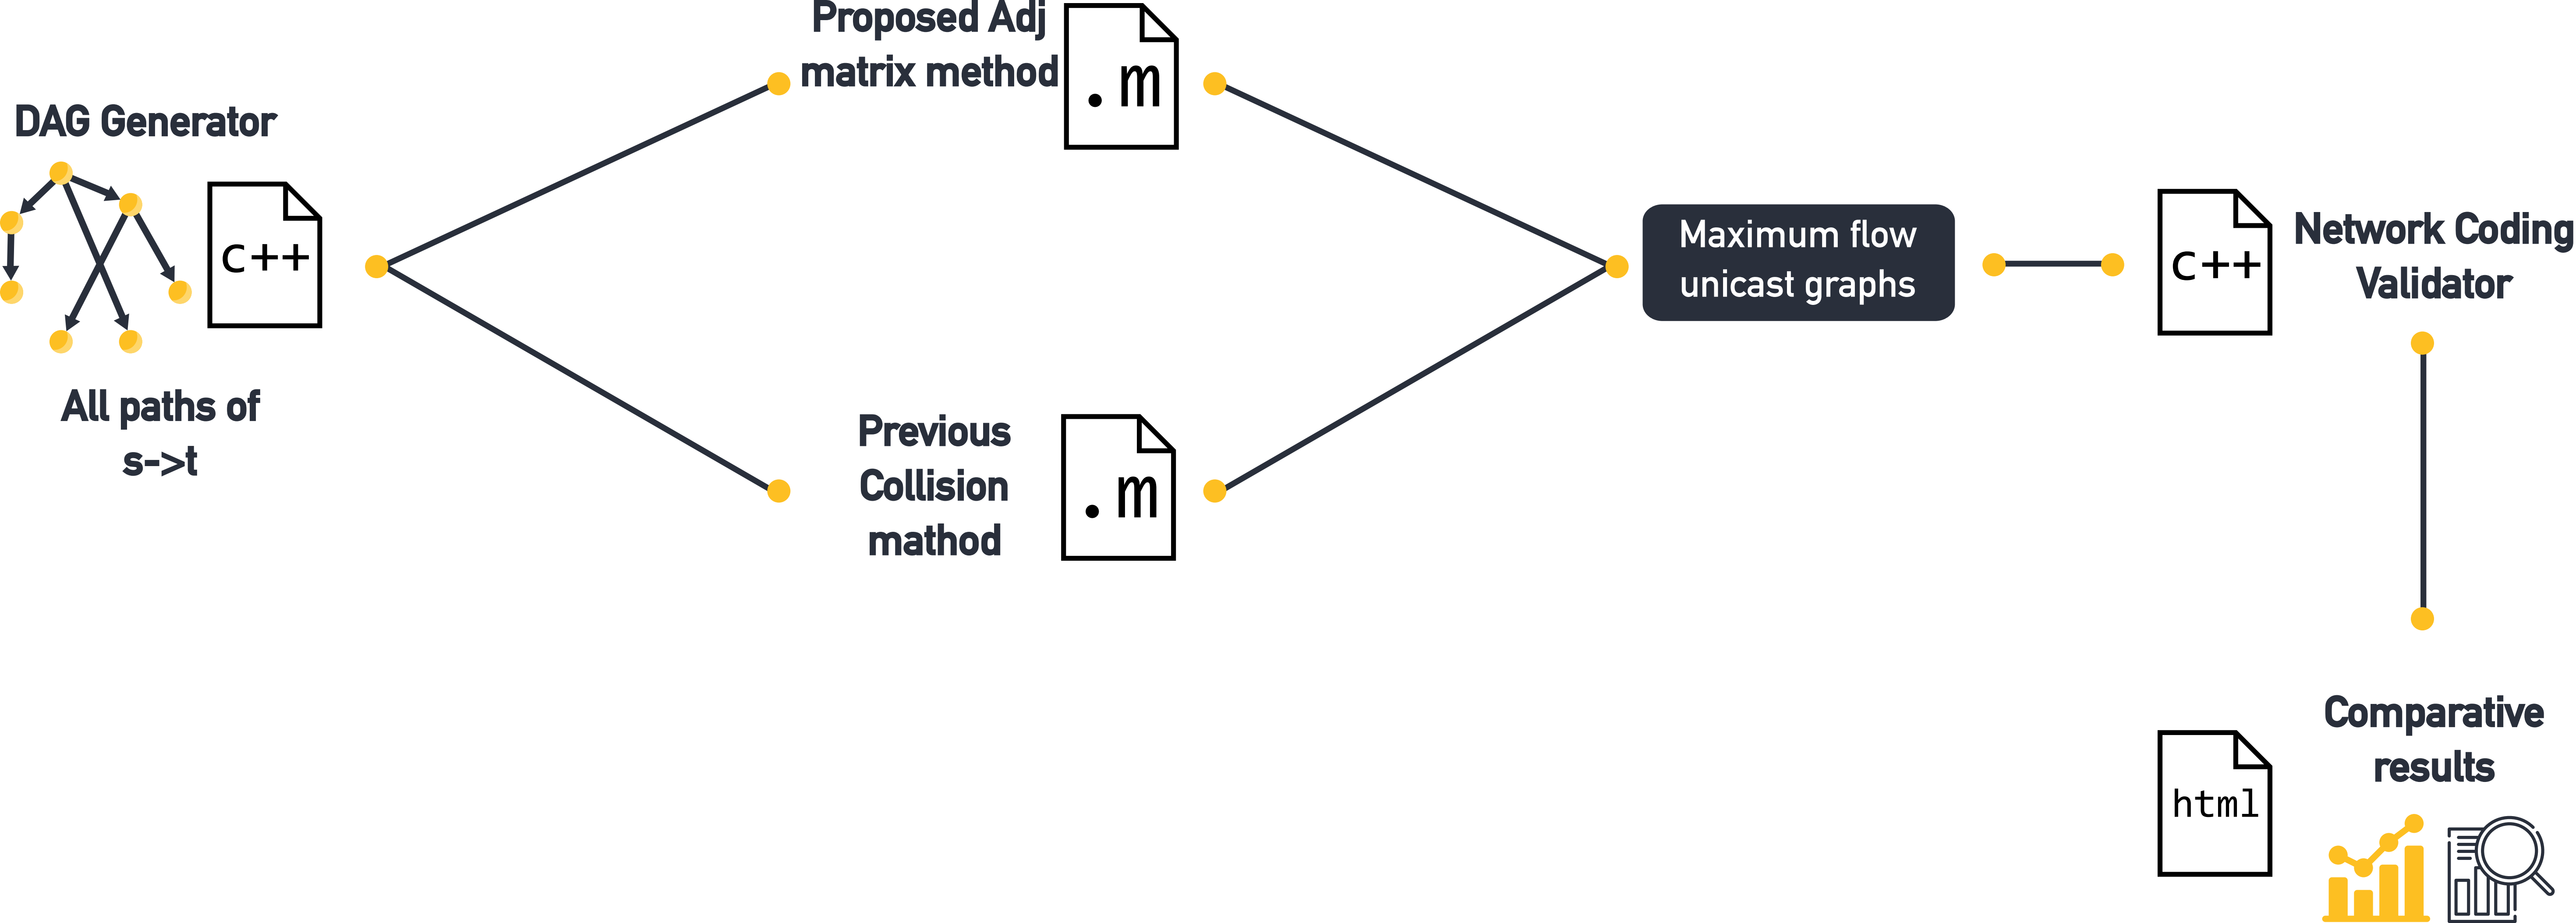 DAG Generator
c++
All paths of
s->t
Proposed Adj
matrix method
.m
Previous
Collision
mathod
.m
Maximum flow
unicast graphs
c++
Network Coding
Validator
Comparative
results
html